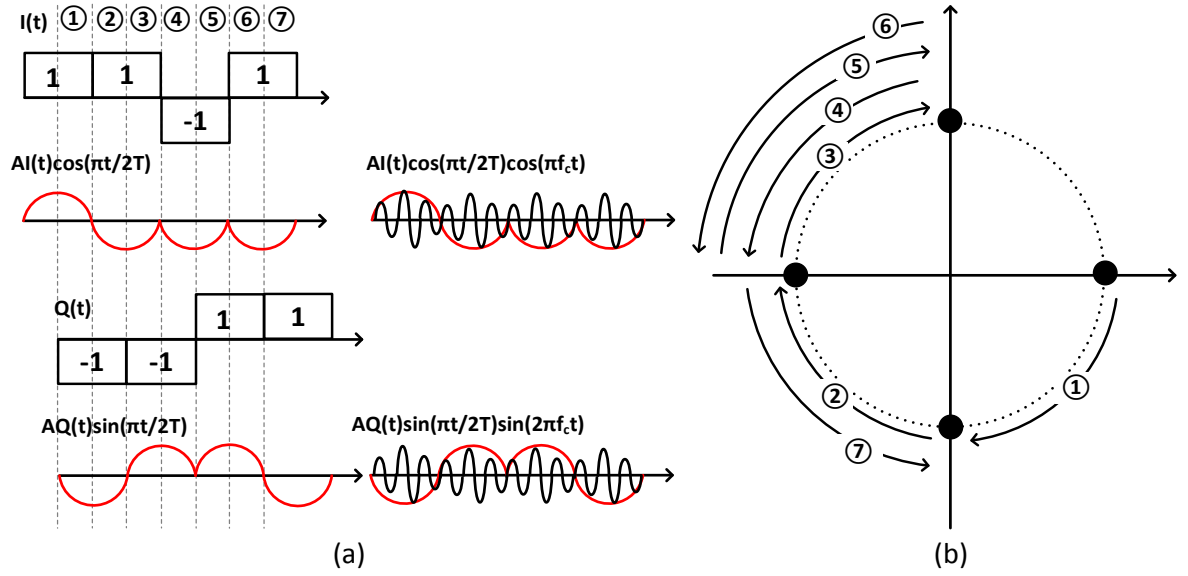 I(t) ① ② ③ ④ ⑤ ⑥ ⑦
1 1 -1 1
AI(t)cos(πt/2T)
AI(t)cos(πt/2T)cos(πf_ct)
Q(t)
-1 -1 1 1
AQ(t)sin(πt/2T)
AQ(t)sin(πt/2T)sin(2πf_ct)
(a)
⑥
⑤
④
③
①
②
⑦
(b)